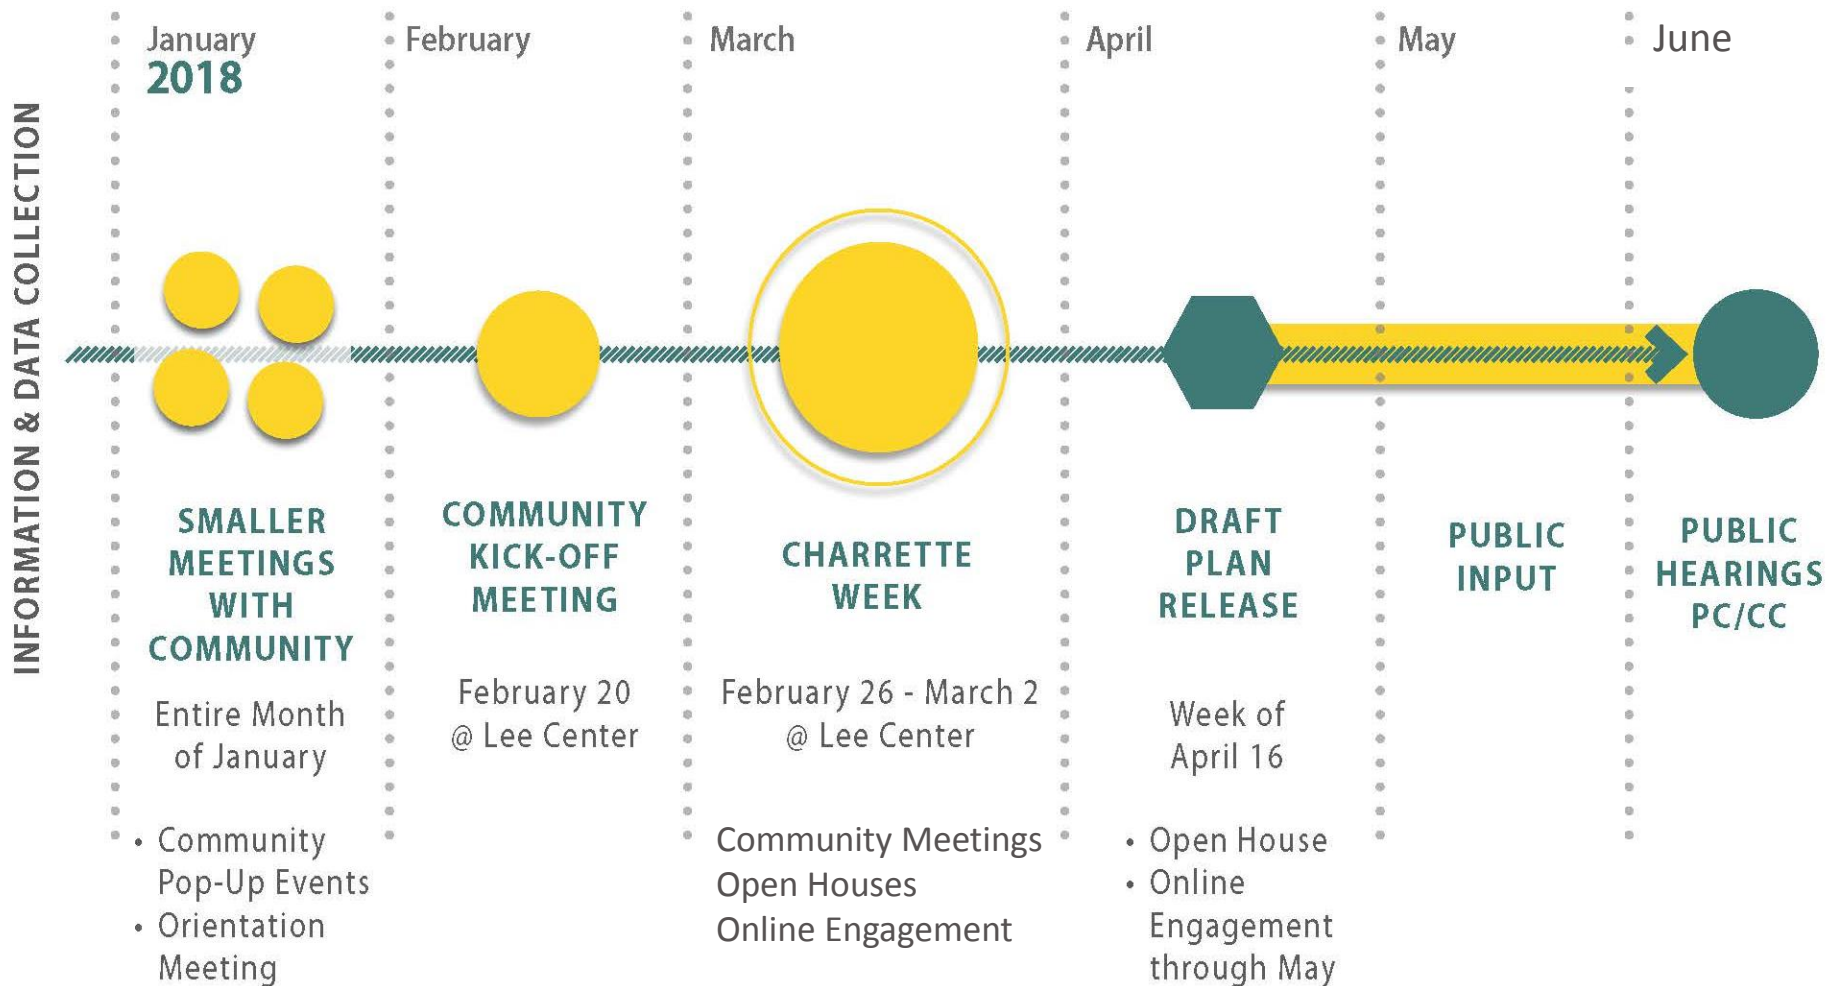 INFORMATION & DATA COLLECTION
January
2018
February
March
April
May
June
SMALLER
MEETINGS
WITH
COMMUNITY
Entire Month
of January
• Community
Pop-Up Events
• Orientation
Meeting
COMMUNITY
KICK-OFF
MEETING
February 20
@ Lee Center
CHARRETTE
WEEK
February 26 - March 2
@ Lee Center
Community Meetings
Open Houses
Online Engagement
DRAFT
PLAN
RELEASE
Week of
April 16
• Open House
• Online
Engagement
through May
PUBLIC
INPUT
PUBLIC
HEARINGS
PC/CC